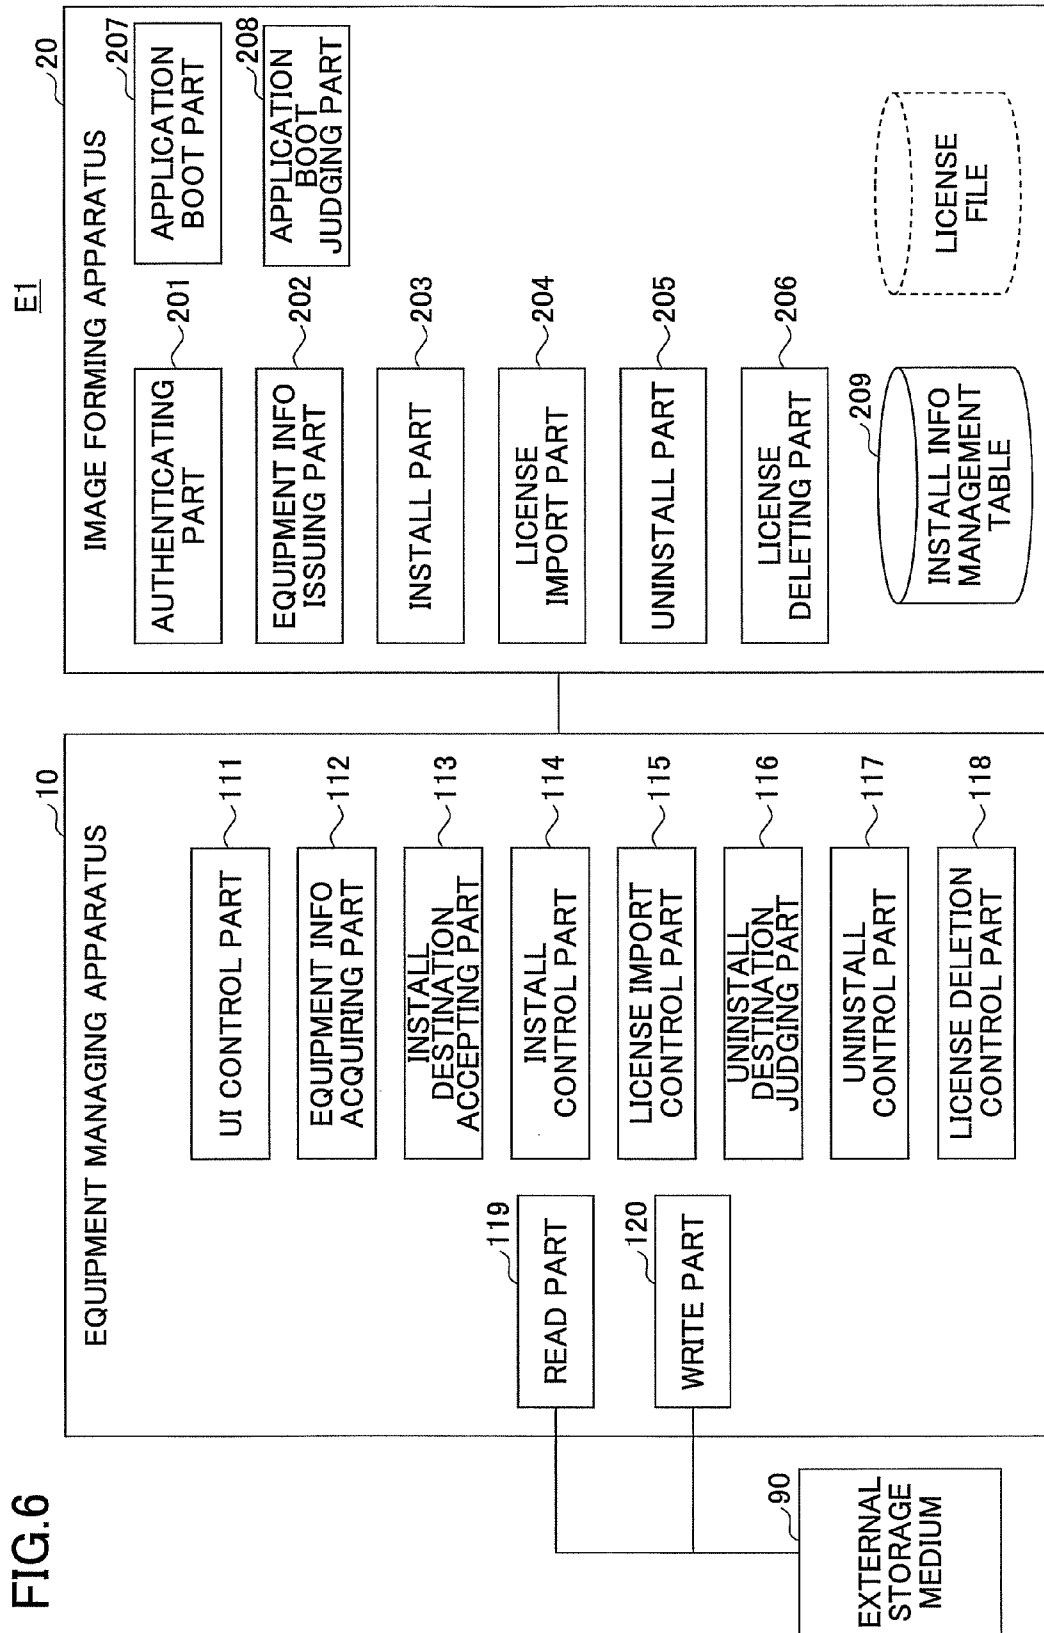 FIG.6
E1
EQUIPMENT MANAGING APPARATUS
10
UI CONTROL PART
111
EQUIPMENT INFO
ACQUIRING PART
112
INSTALL
DESTINATION
ACCEPTING PART
113
INSTALL
CONTROL PART
114
LICENSE IMPORT
CONTROL PART
115
UNINSTALL
DESTINATION
JUDGING PART
116
UNINSTALL
CONTROL PART
117
LICENSE DELETION
CONTROL PART
118
READ PART
119
WRITE PART
120
EXTERNAL
STORAGE
MEDIUM
90
IMAGE FORMING APPARATUS
20
AUTHENTICATING
PART
201
EQUIPMENT INFO
ISSUING PART
202
INSTALL PART
203
LICENSE
IMPORT PART
204
UNINSTALL PART
205
LICENSE
DELETING PART
206
APPLICATION
BOOT PART
207
APPLICATION
BOOT
JUDGING PART
208
INSTALL INFO
MANAGEMENT
TABLE
209
LICENSE
FILE